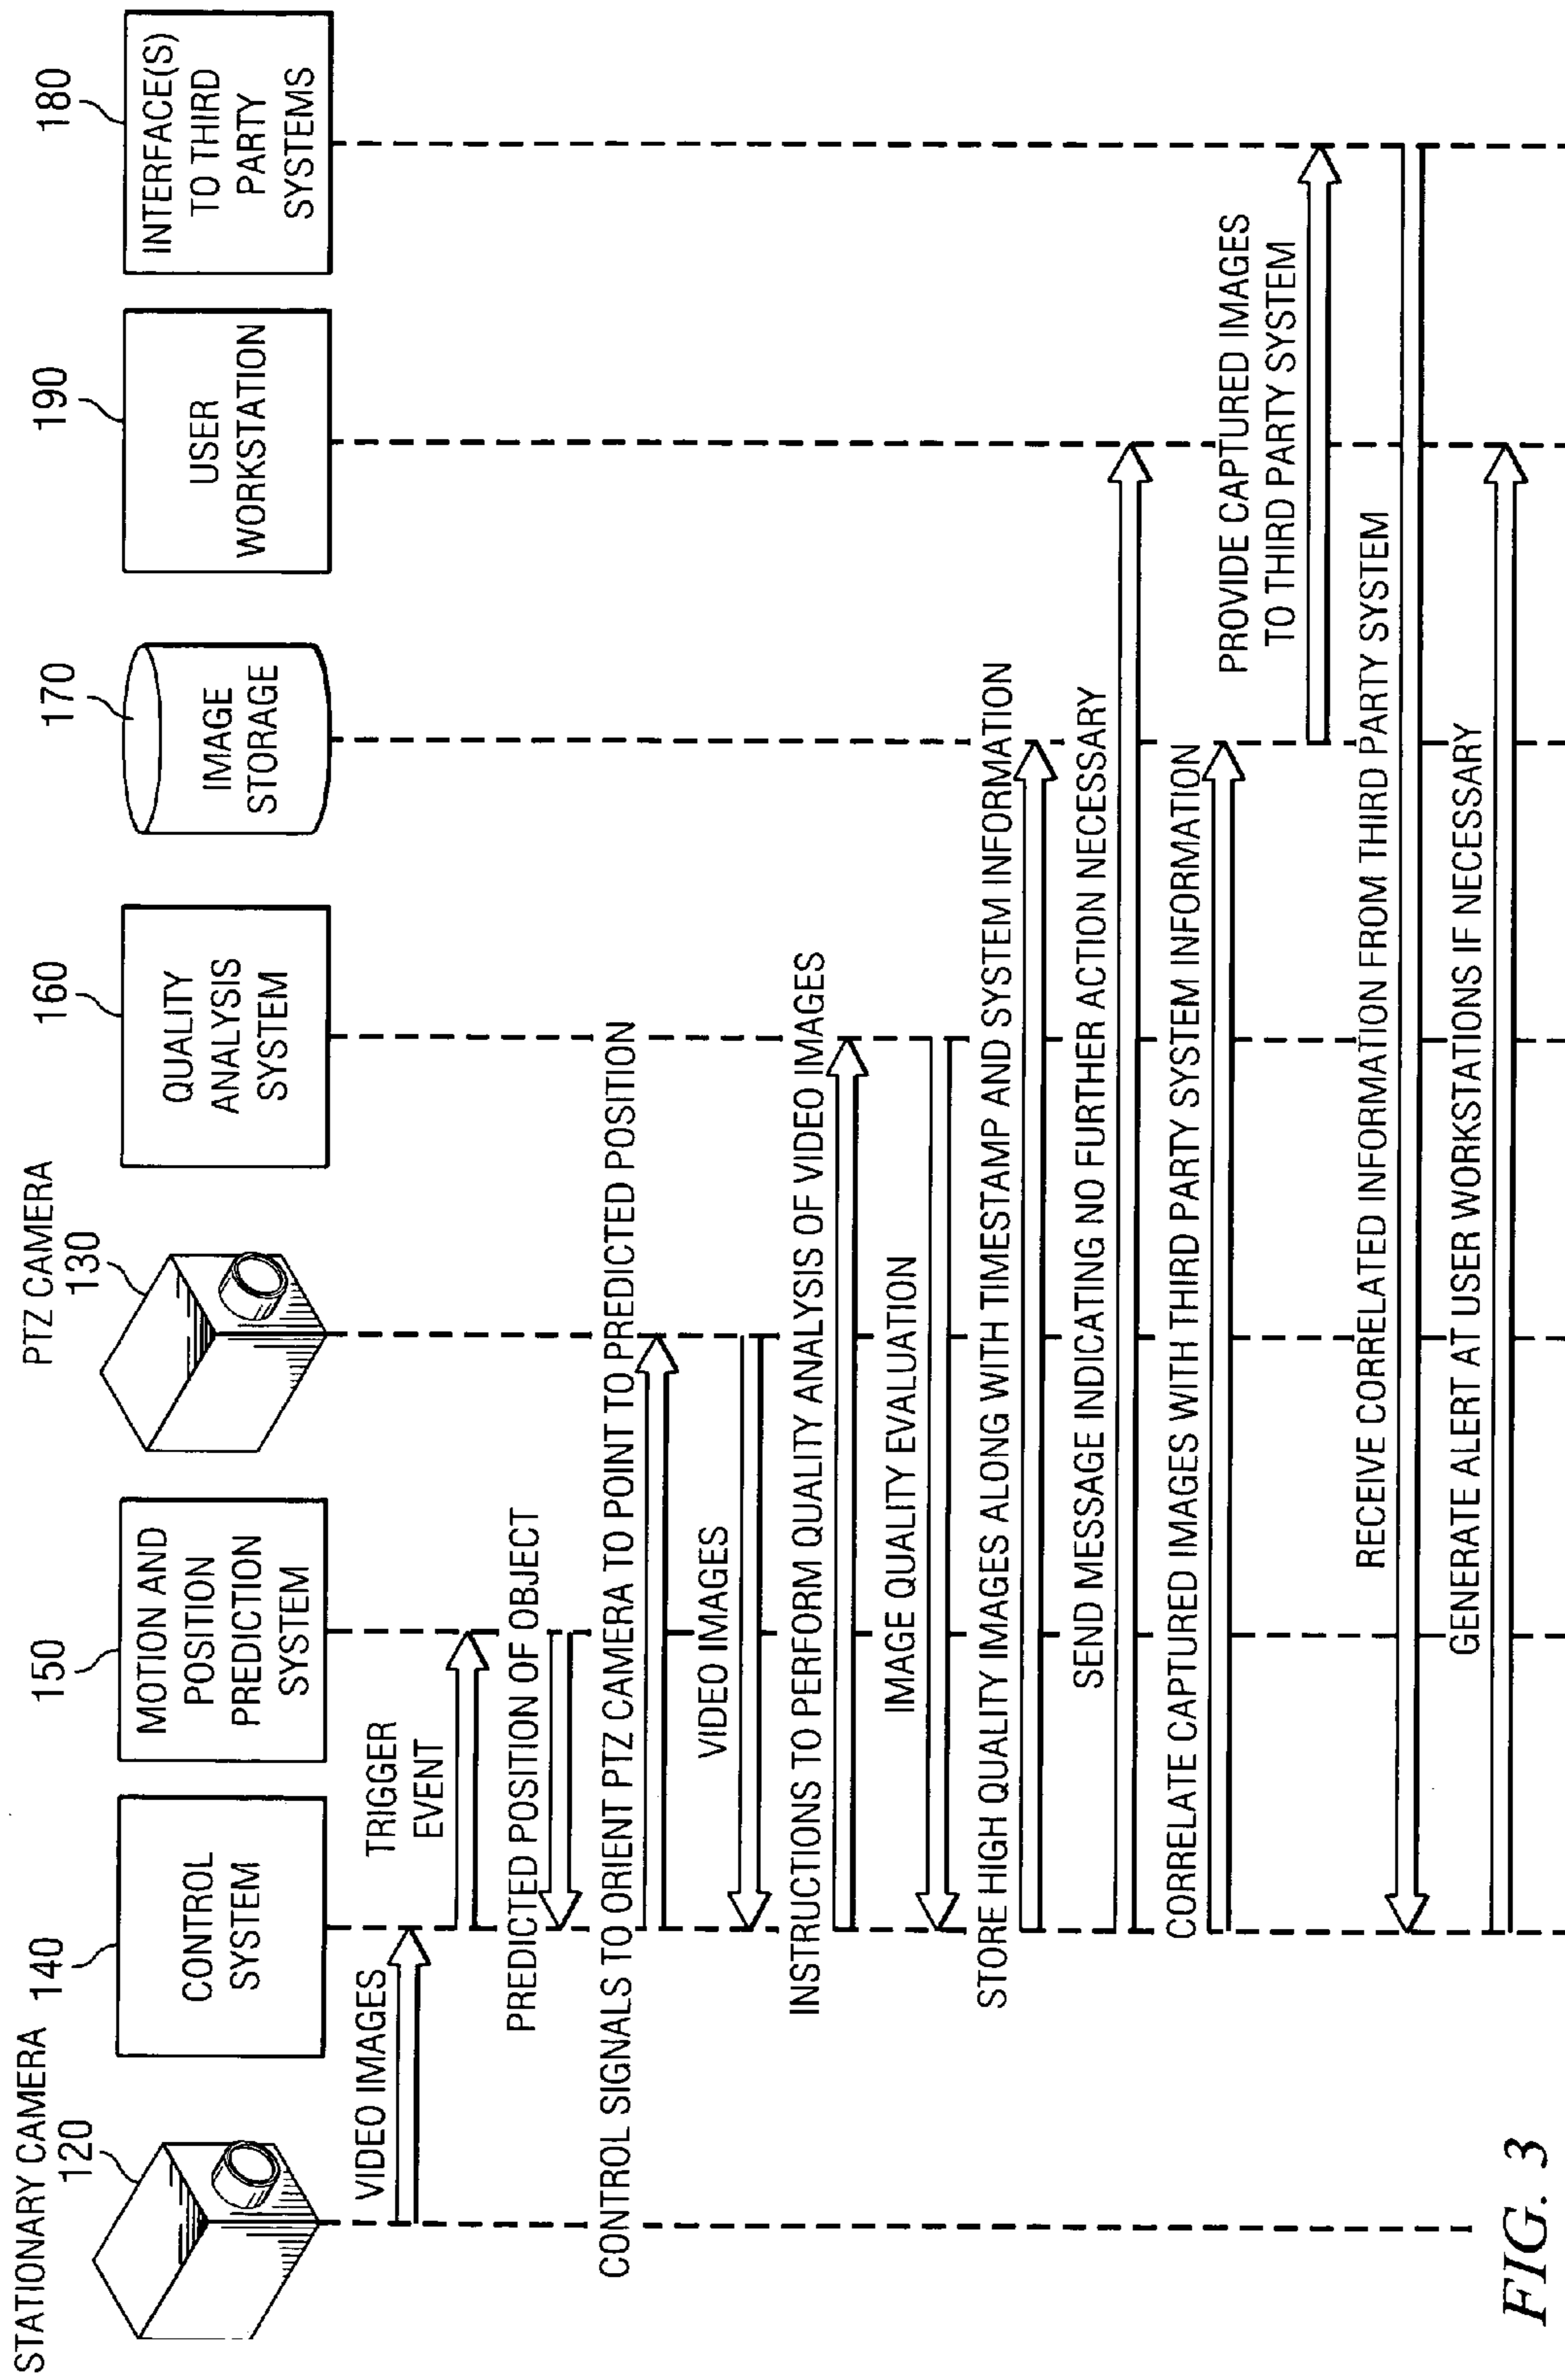 STATIONARY CAMERA
120
140
CONTROL
SYSTEM
150
MOTION AND
POSITION
PREDICTION
SYSTEM
PTZ CAMERA
130
160
QUALITY
ANALYSIS
SYSTEM
170
IMAGE
STORAGE
190
USER
WORKSTATION
180
INTERFACE(S)
TO THIRD
PARTY
SYSTEMS
VIDEO IMAGES
TRIGGER
EVENT
PREDICTED POSITION OF OBJECT
CONTROL SIGNALS TO ORIENT PTZ CAMERA TO POINT TO PREDICTED POSITION
VIDEO IMAGES
INSTRUCTIONS TO PERFORM QUALITY ANALYSIS OF VIDEO IMAGES
IMAGE QUALITY EVALUATION
STORE HIGH QUALITY IMAGES ALONG WITH TIMESTAMP AND SYSTEM INFORMATION
SEND MESSAGE INDICATING NO FURTHER ACTION NECESSARY
CORRELATE CAPTURED IMAGES WITH THIRD PARTY SYSTEM INFORMATION
PROVIDE CAPTURED IMAGES
TO THIRD PARTY SYSTEM
RECEIVE CORRELATED INFORMATION FROM THIRD PARTY SYSTEM
GENERATE ALERT AT USER WORKSTATIONS IF NECESSARY
FIG. 3